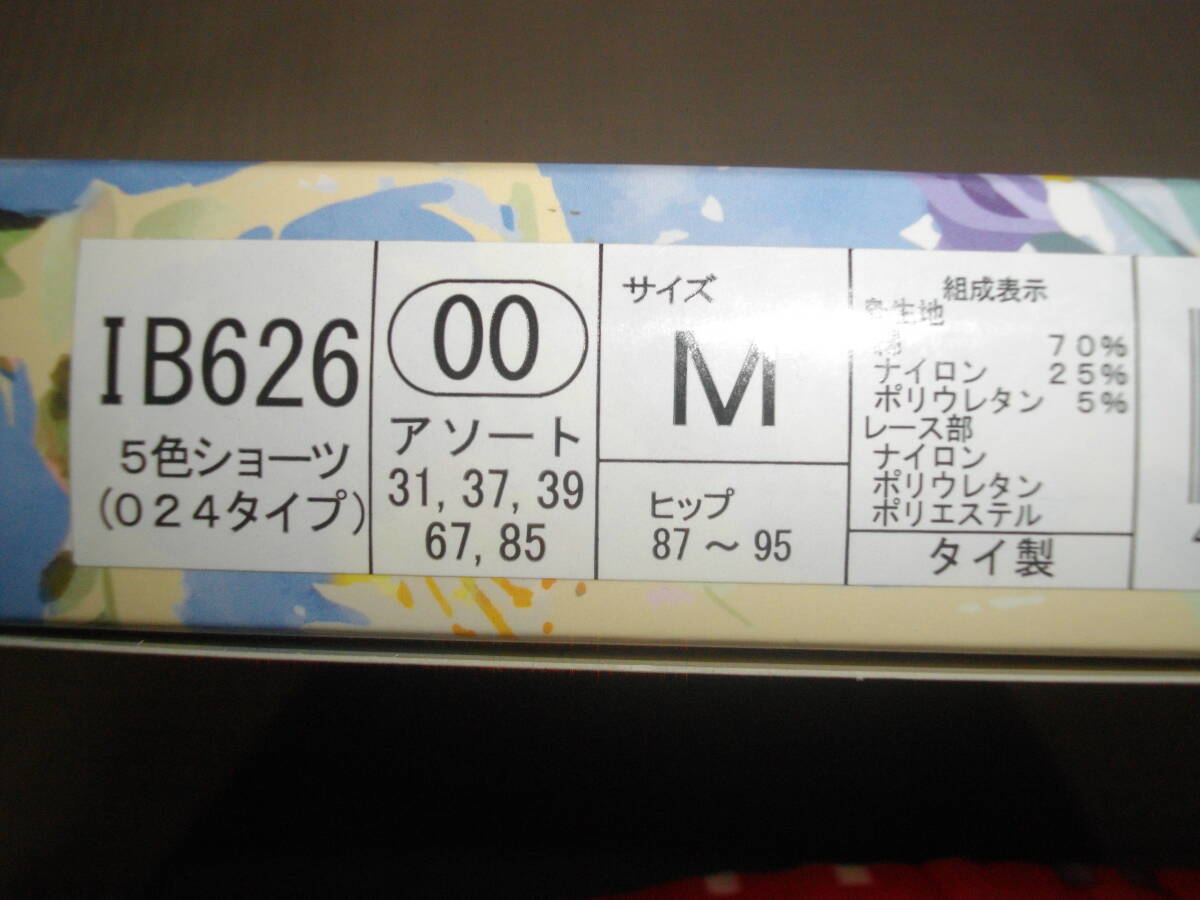 IB626
5色ショーツ
(024タイプ)
00
アソート
31, 37, 39
67, 85
サイズ
M
ヒップ
87～95
組成表示
生地
70%
ナイロン 25%
ポリウレタン 5%
レース部
ナイロン
ポリウレタン
ポリエステル
タイ製
4